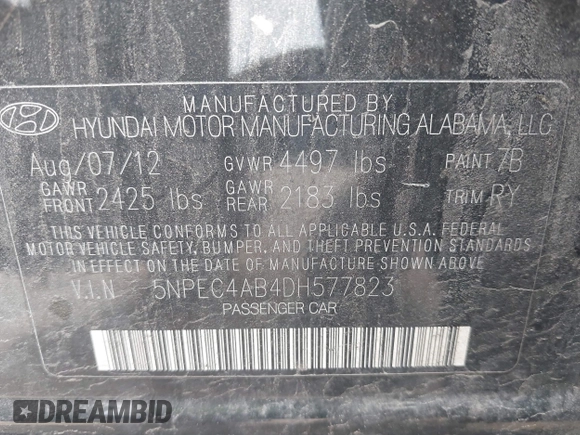 MANUFACTURED BY
HYUNDAI MOTOR MANUFACTURING ALABAMA, LLC
Aug/07/12 GVWR 4497 lbs PAINT 7B
GAWR FRONT 2425 lbs GAWR REAR 2183 lbs TRIM RY
THIS VEHICLE CONFORMS TO ALL APPLICABLE U.S.A. FEDERAL
MOTOR VEHICLE SAFETY, BUMPER, AND THEFT PREVENTION STANDARDS
IN EFFECT ON THE DATE OF MANUFACTURE SHOWN ABOVE
V.I.N 5NPEC4AB4DH577823
PASSENGER CAR
DREAMBID